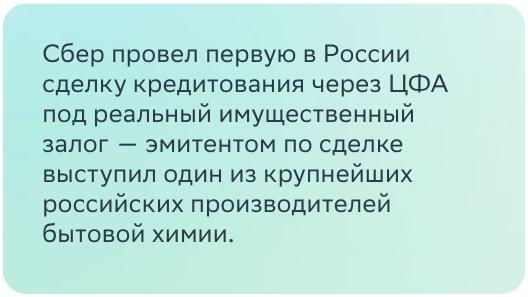 Сбер провел первую в России
сделку кредитования через ЦФА
под реальный имущественный
залог — эмитентом по сделке
выступил один из крупнейших
российских производителей
бытовой химии.